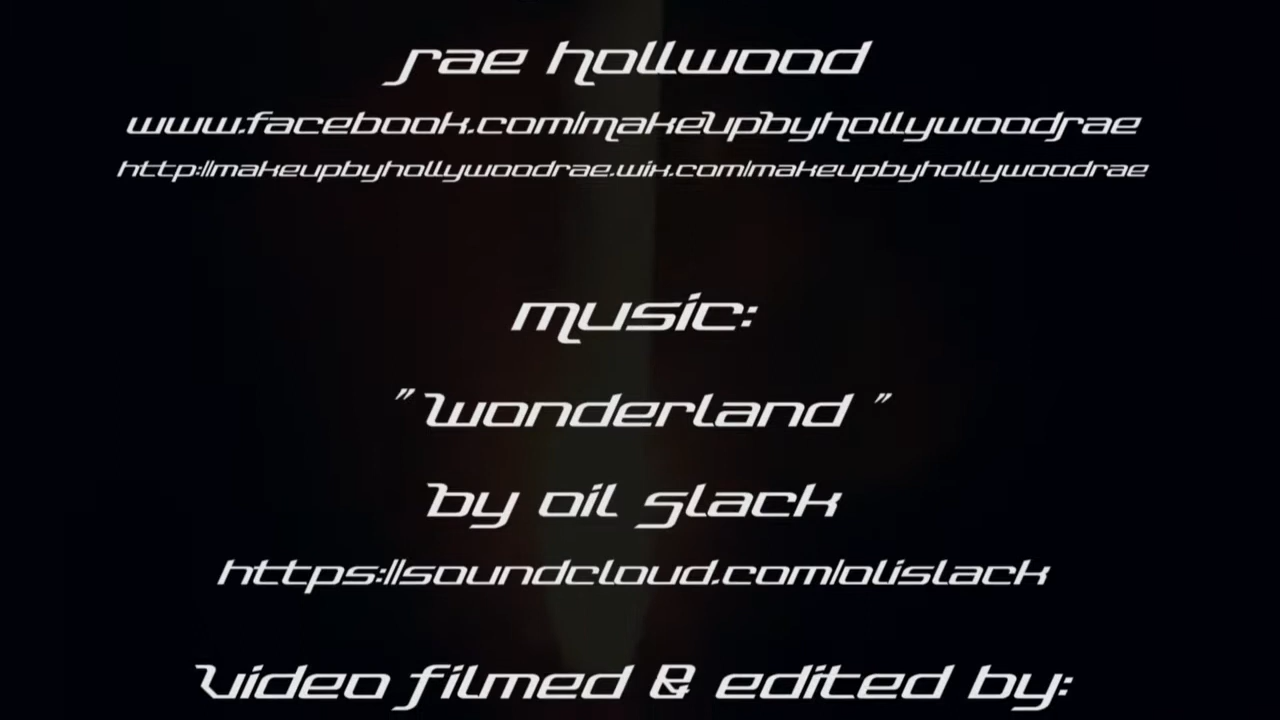 rae hollwood
www.facebook.com/makeupbyhollywoodrae
http://makeupbyhollywoodrae.wix.com/makeupbyhollywoodrae
music:
"wonderland "
by oil slack
https://soundcloud.com/olislack
video filmed & edited by: